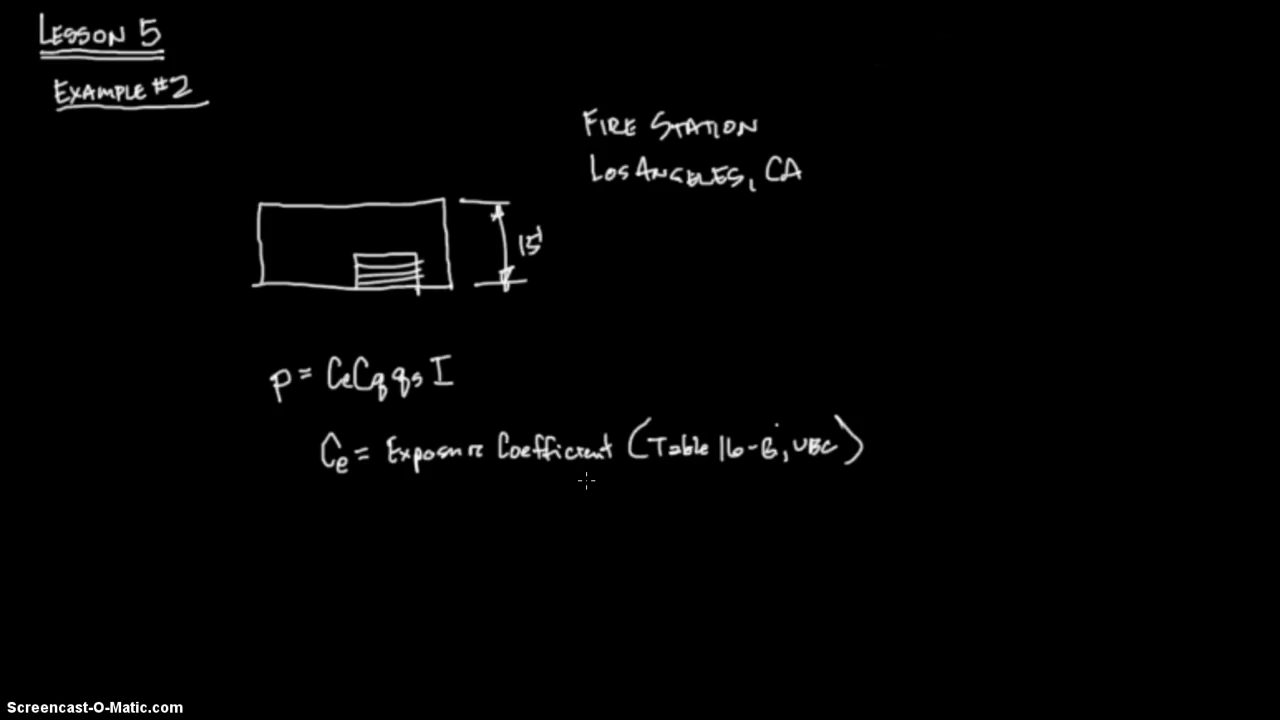 LESSON 5
EXAMPLE #2
FIRE STATION
LOS ANGELES, CA
15'
p = CeCq qs I
Ce = Exposure Coefficient (Table 16-G, UBC)
Screencast-O-Matic.com